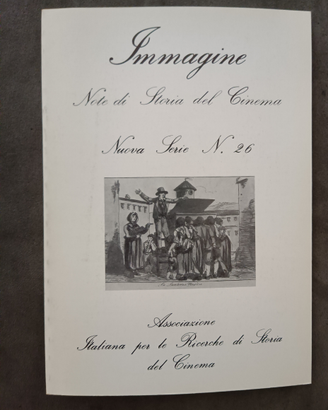 Immagine
Note di Storia del Cinema
Nuova Serie N. 26
Associazione
Italiana per le Ricerche di Storia
del Cinema